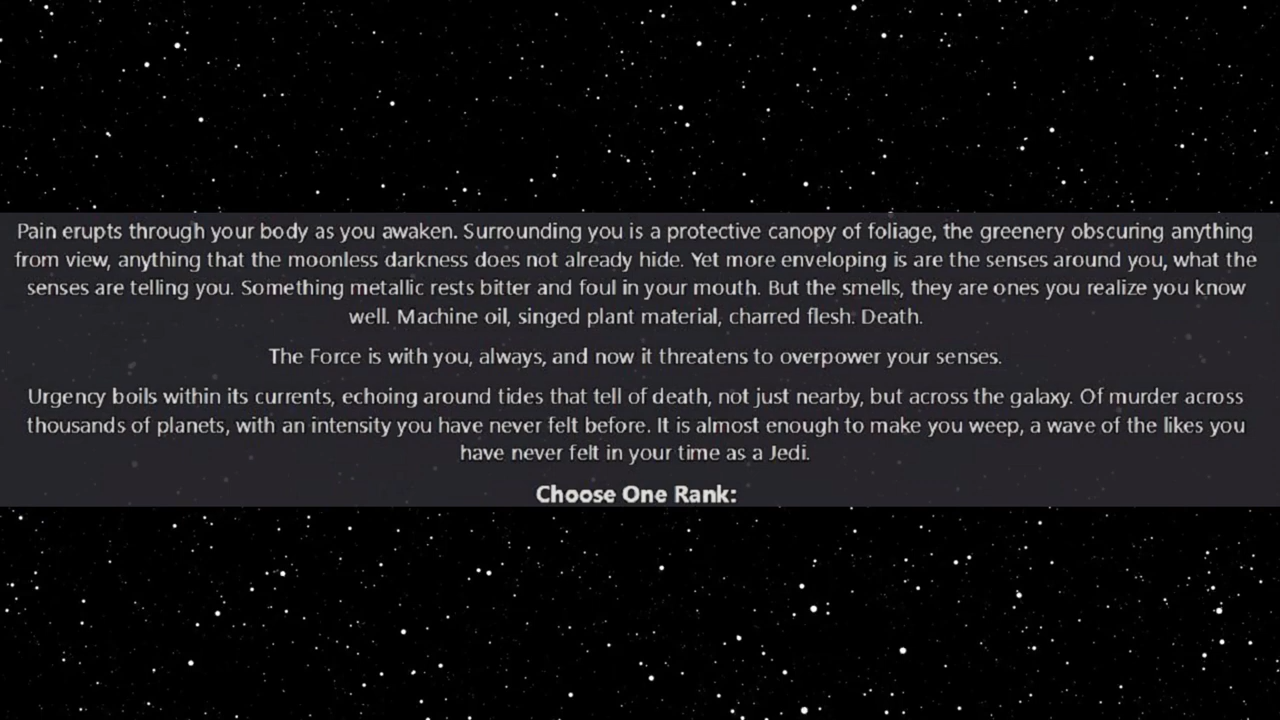 Pain erupts through your body as you awaken. Surrounding you is a protective canopy of foliage, the greenery obscuring anything
from view, anything that the moonless darkness does not already hide. Yet more enveloping is are the senses around you, what the
senses are telling you. Something metallic rests bitter and foul in your mouth. But the smells, they are ones you realize you know
well. Machine oil, singed plant material, charred flesh. Death.
The Force is with you, always, and now it threatens to overpower your senses.
Urgency boils within its currents, echoing around tides that tell of death, not just nearby, but across the galaxy. Of murder across
thousands of planets, with an intensity you have never felt before. It is almost enough to make you weep, a wave of the likes you
have never felt in your time as a Jedi.
Choose One Rank: